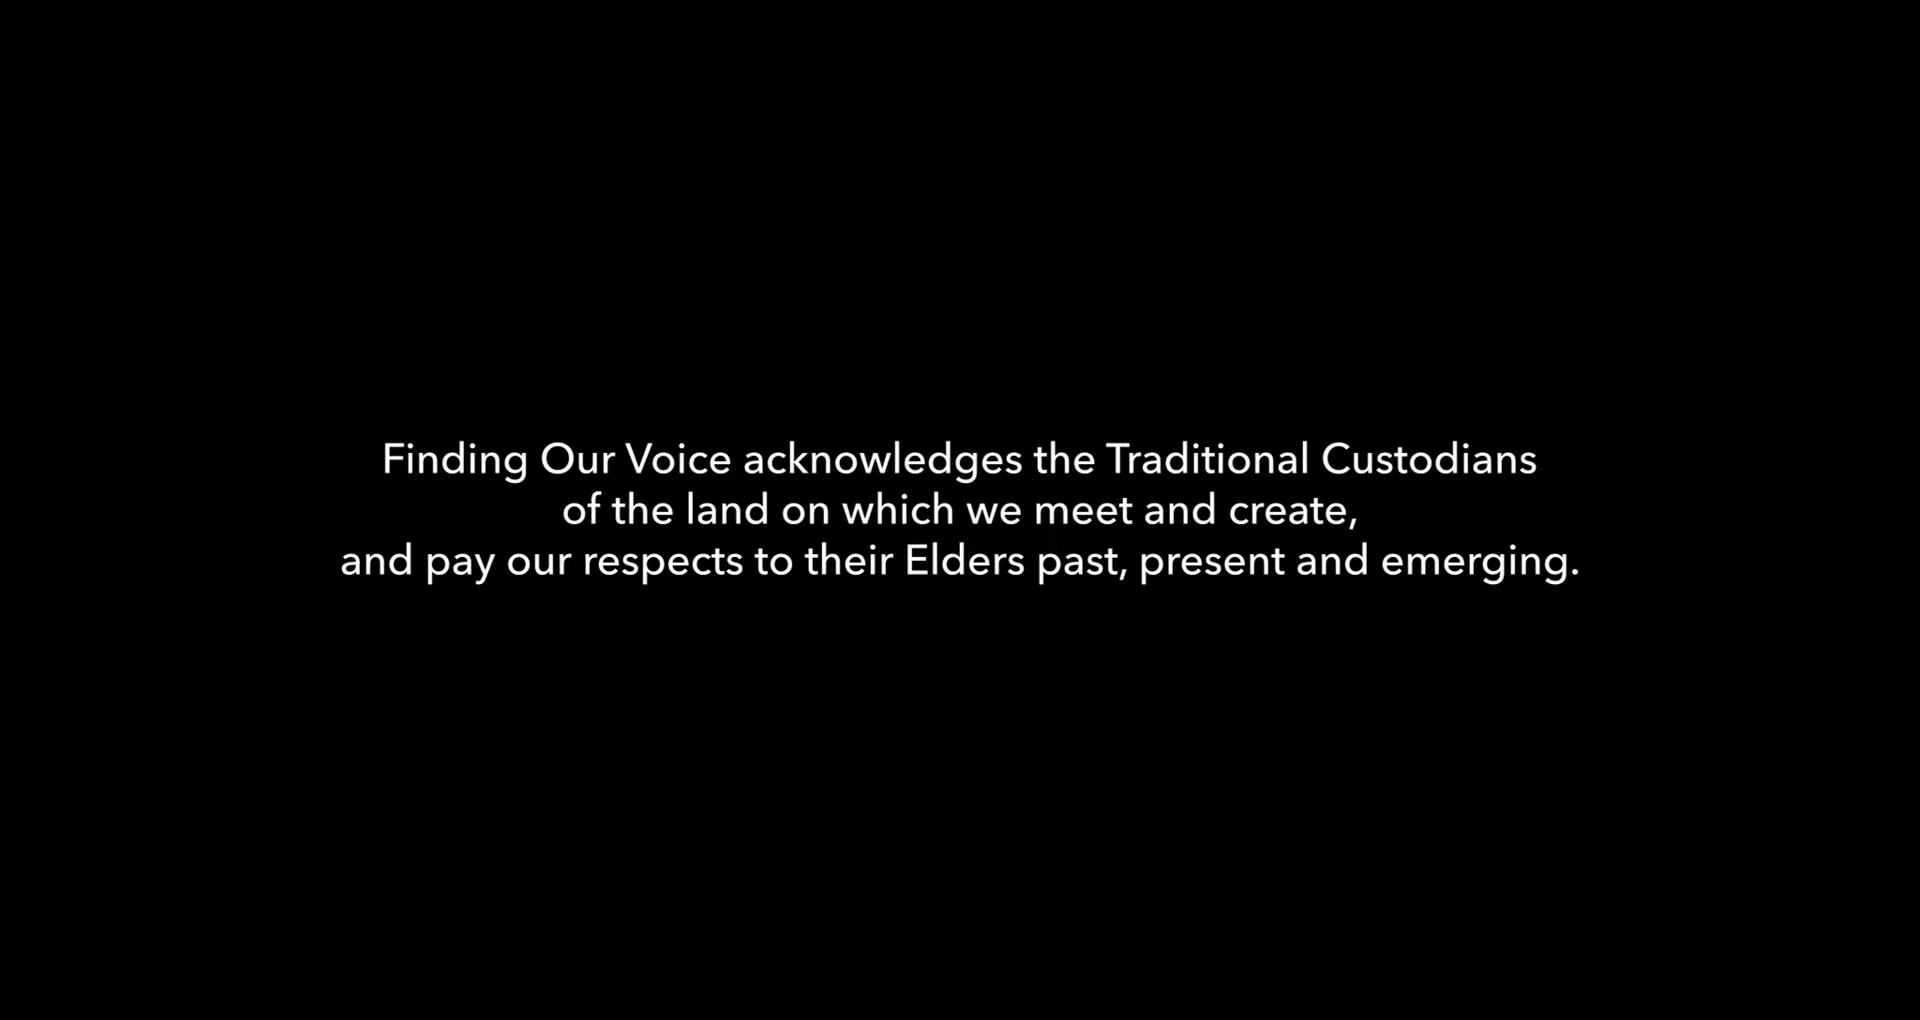 Finding Our Voice acknowledges the Traditional Custodians
of the land on which we meet and create,
and pay our respects to their Elders past, present and emerging.